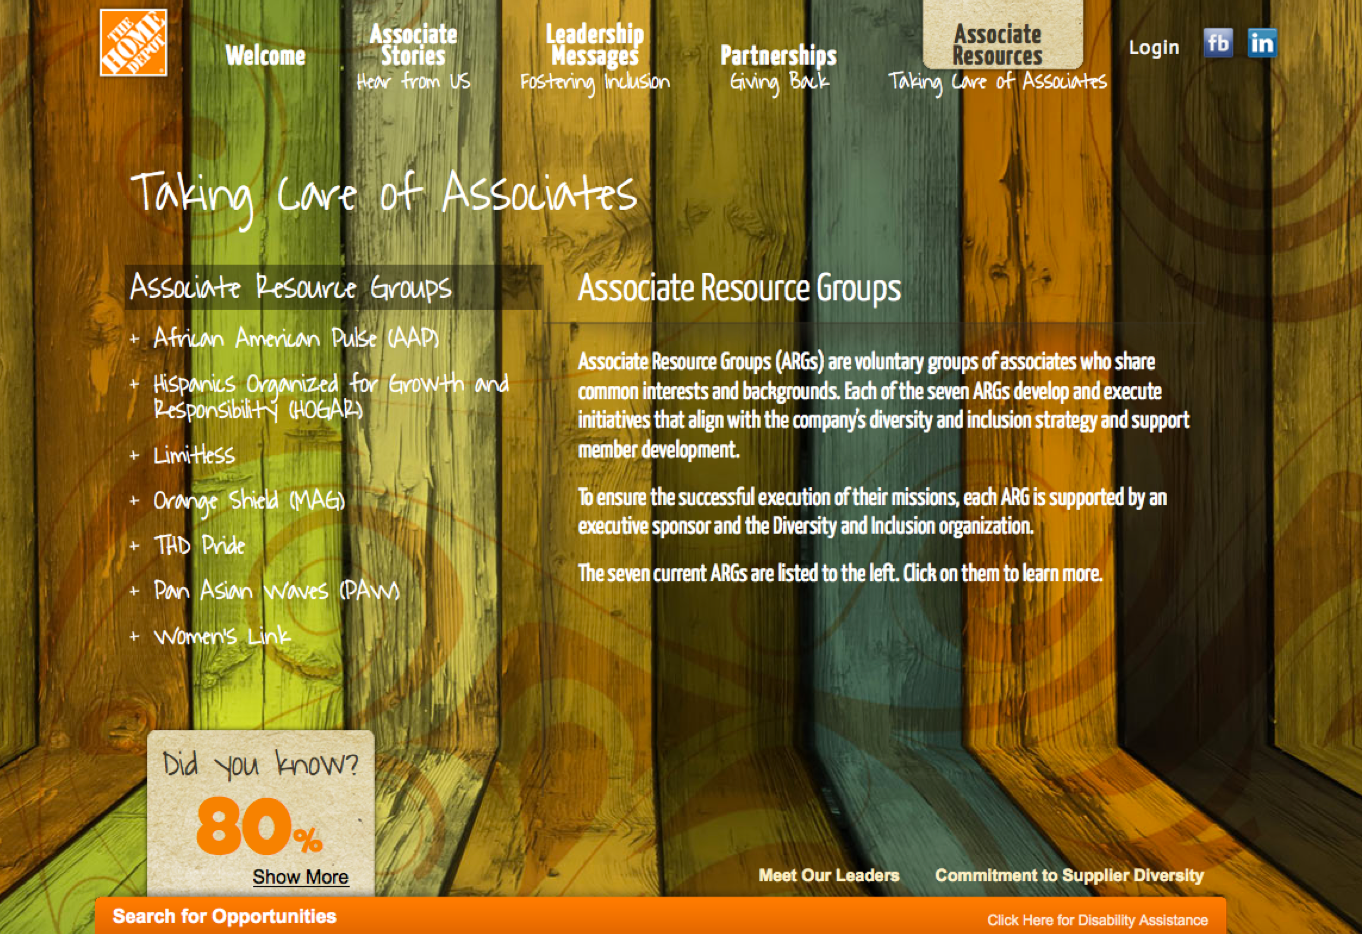 THE
HOME
DEPOT
Welcome
Associate
Stories
Hear from US
Leadership
Messages
Fostering Inclusion
Partnerships
Giving Back
Associate
Resources
Taking Care of Associates
Login
fb
in
Taking Care of Associates
Associate Resource Groups
+ African American Pulse (AAP)
+ Hispanics Organized for Growth and
Responsibility (HOGAR)
+ Limitless
+ Orange Shield (MAG)
+ THD Pride
+ Pan Asian Waves (PAW)
+ Women's Link
Associate Resource Groups
Associate Resource Groups (ARGs) are voluntary groups of associates who share
common interests and backgrounds. Each of the seven ARGs develop and execute
initiatives that align with the company's diversity and inclusion strategy and support
member development.
To ensure the successful execution of their missions, each ARG is supported by an
executive sponsor and the Diversity and Inclusion organization.
The seven current ARGs are listed to the left. Click on them to learn more.
Did you know?
80%
Show More
Meet Our Leaders
Commitment to Supplier Diversity
Search for Opportunities
Click Here for Disability Assistance